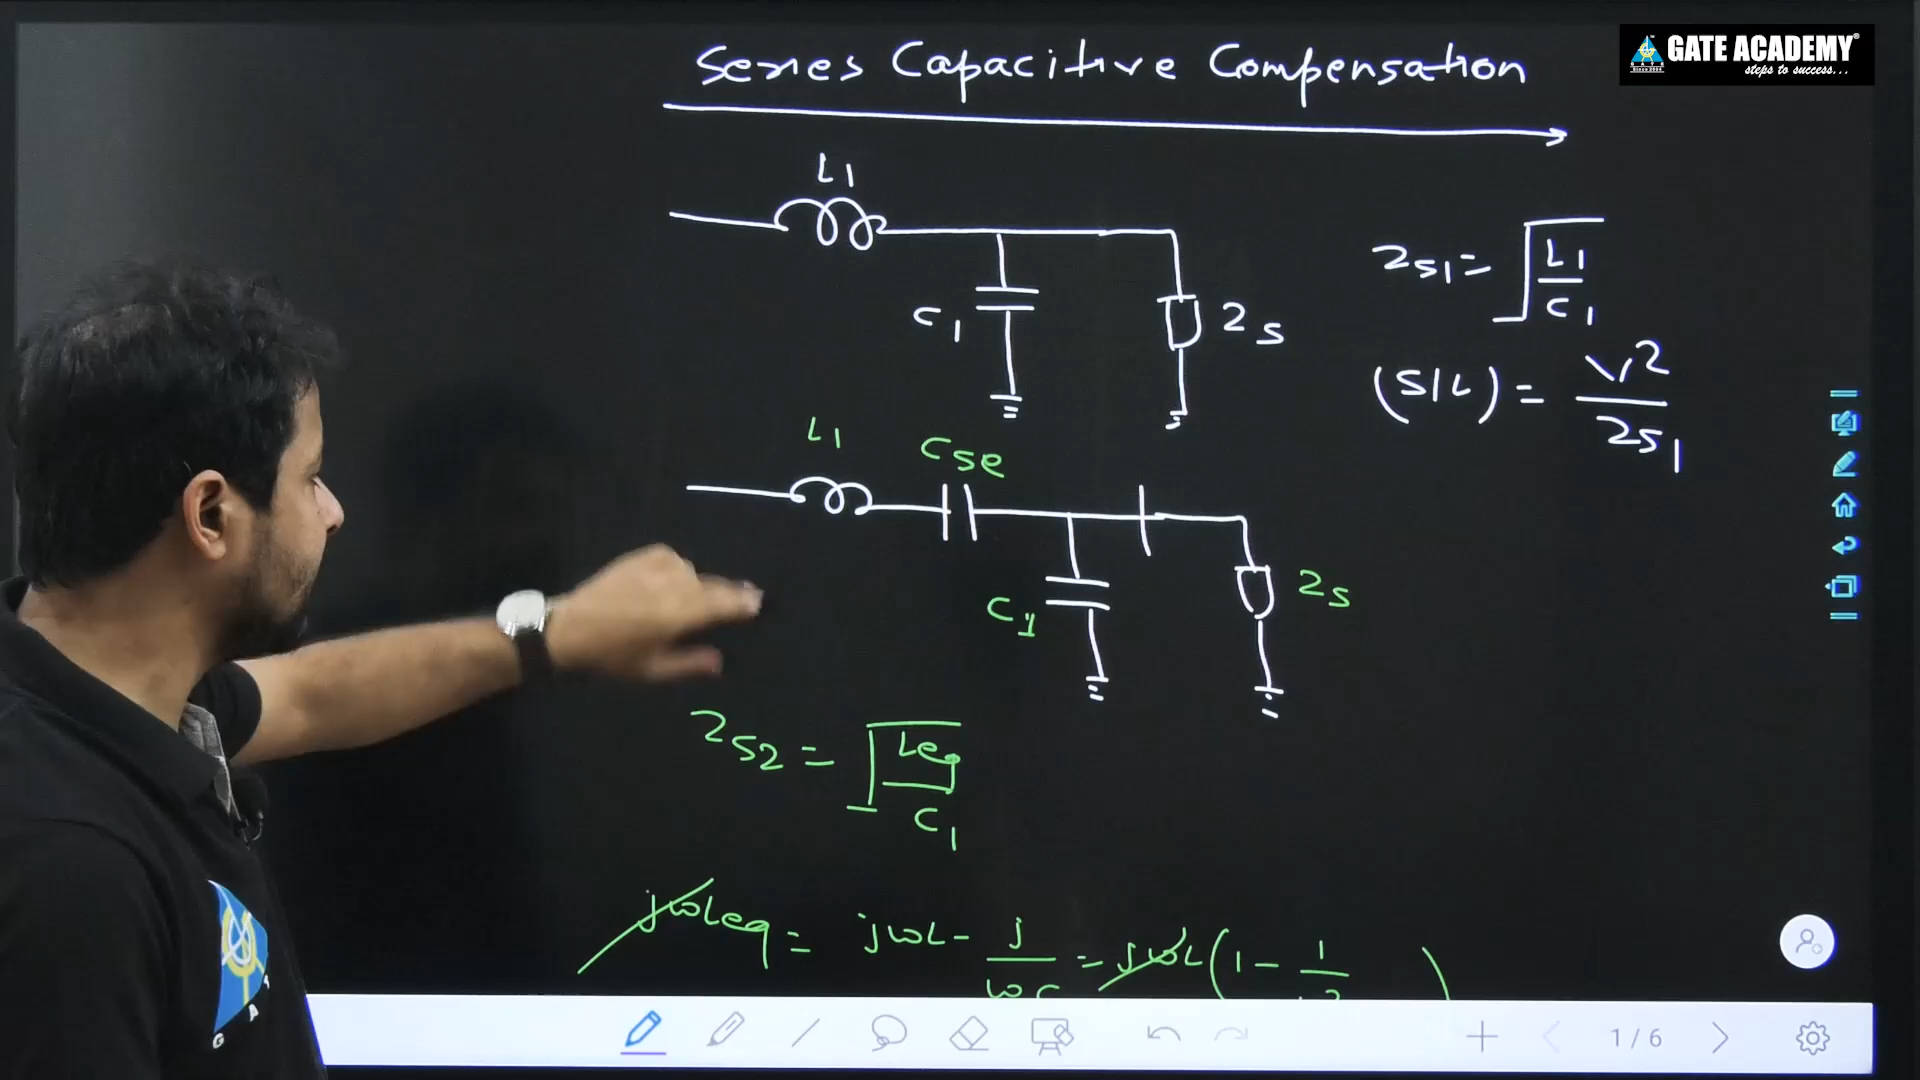 Series Capacitive Compensation
GATE ACADEMY
steps to success...
L1
C1
Zs
Zs1 = √(L1/C1)
(SIL) = V²/Zs1
L1
Cse
C1
Zs
Zs2 = √(Leq/C1)
jωLeq = jωL - j/ωC = jωL(1 - 1/
1 / 6